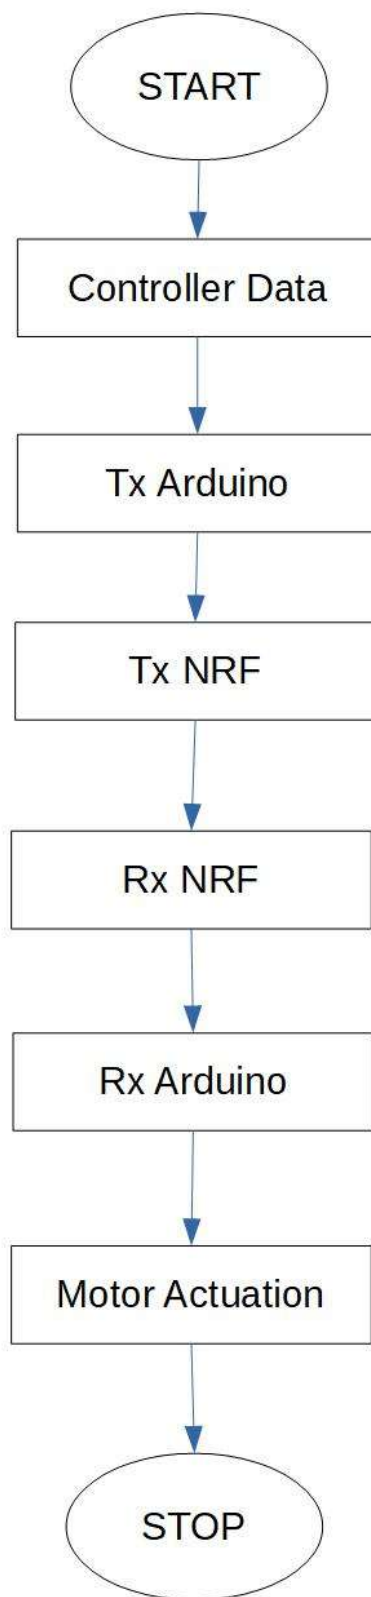 START
Controller Data
Tx Arduino
Tx NRF
Rx NRF
Rx Arduino
Motor Actuation
STOP